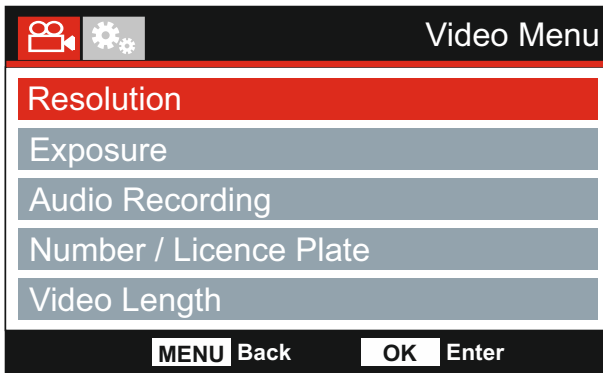 Video Menu
Resolution
Exposure
Audio Recording
Number / Licence Plate
Video Length
MENU Back OK Enter